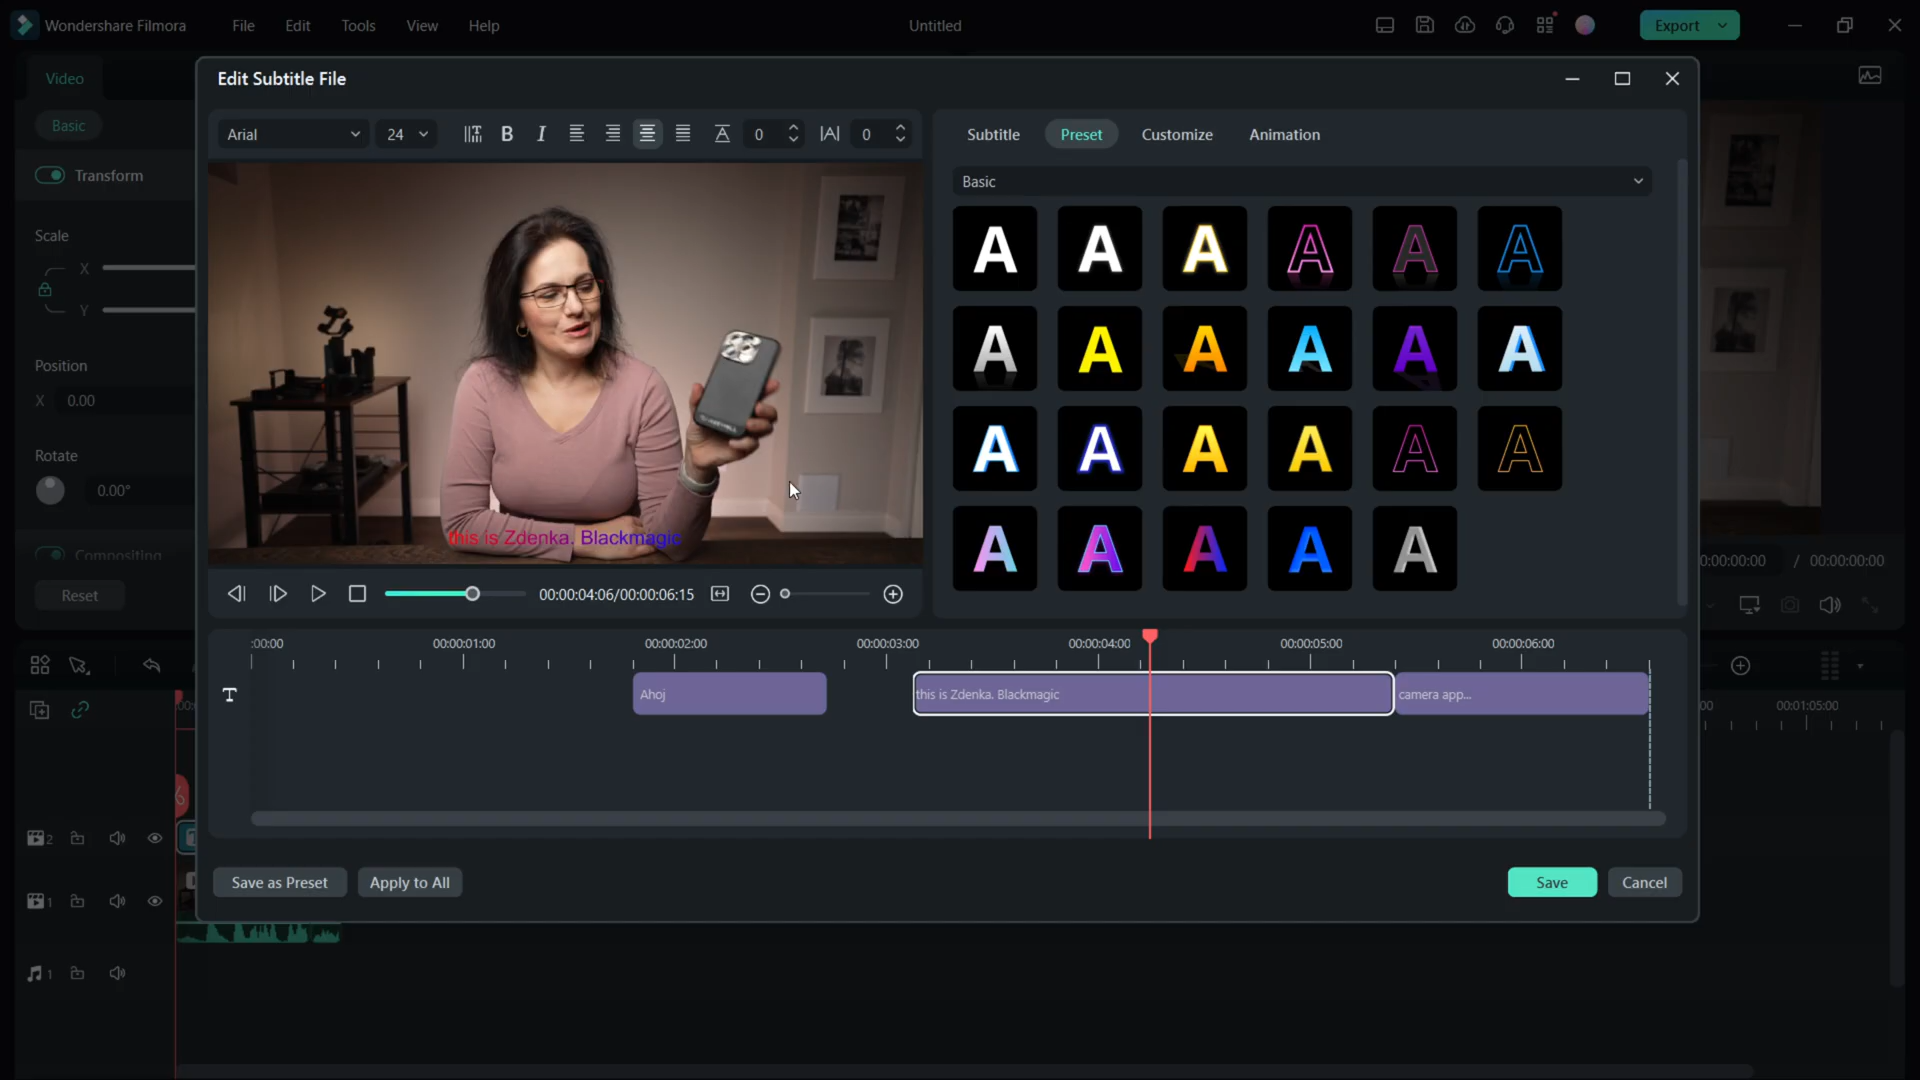 Wondershare Filmora File Edit Tools View Help Untitled Export
Video
Basic
Transform
Scale
X
Y
Position
X 0.00
Rotate
0.00°
Compositing
Reset
Edit Subtitle File
Arial 24 B I 0 0
this is Zdenka. Blackmagic
00:00:04:06/00:00:06:15
Subtitle Preset Customize Animation
Basic
A A A A A A
A A A A A A
A A A A A A
A A A A A
:00:00 00:00:01:00 00:00:02:00 00:00:03:00 00:00:04:00 00:00:05:00 00:00:06:00
T Ahoj this is Zdenka. Blackmagic camera app...
Save as Preset Apply to All Save Cancel
0:00:00:00 / 00:00:00:00
00 00:01:05:00
2
1
1